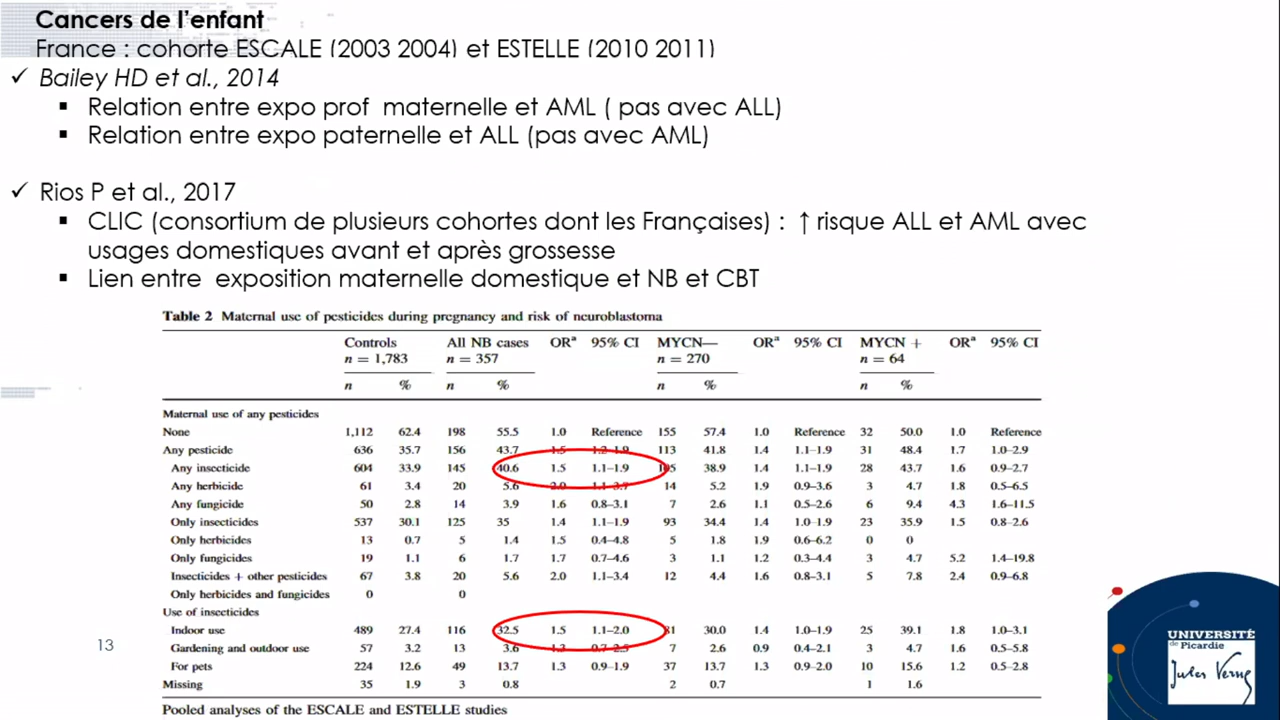 Cancers de l'enfant
France : cohorte ESCALE (2003 2004) et ESTELLE (2010 2011)
✓ Bailey HD et al., 2014
▪ Relation entre expo prof maternelle et AML ( pas avec ALL)
▪ Relation entre expo paternelle et ALL (pas avec AML)
✓ Rios P et al., 2017
▪ CLIC (consortium de plusieurs cohortes dont les Françaises) : ↑ risque ALL et AML avec
usages domestiques avant et après grossesse
▪ Lien entre exposition maternelle domestique et NB et CBT
Table 2 Maternal use of pesticides during pregnancy and risk of neuroblastoma
Controls All NB cases ORᵃ 95% CI MYCN— ORᵃ 95% CI MYCN + ORᵃ 95% CI
n = 1,783 n = 357 n = 270 n = 64
n % n % n % n %
Maternal use of any pesticides
None 1,112 62.4 198 55.5 1.0 Reference 155 57.4 1.0 Reference 32 50.0 1.0 Reference
Any pesticide 636 35.7 156 43.7 1.5 1.2–1.9 113 41.8 1.4 1.1–1.9 31 48.4 1.7 1.0–2.9
Any insecticide 604 33.9 145 40.6 1.5 1.1–1.9 105 38.9 1.4 1.1–1.9 28 43.7 1.6 0.9–2.7
Any herbicide 61 3.4 20 5.6 2.0 1.1–3.7 14 5.2 1.9 0.9–3.6 3 4.7 1.8 0.5–6.5
Any fungicide 50 2.8 14 3.9 1.6 0.8–3.1 7 2.6 1.1 0.5–2.6 6 9.4 4.3 1.6–11.5
Only insecticides 537 30.1 125 35 1.4 1.1–1.9 93 34.4 1.4 1.0–1.9 23 35.9 1.5 0.8–2.6
Only herbicides 13 0.7 5 1.4 1.5 0.4–4.8 5 1.8 1.9 0.6–6.2 0 0
Only fungicides 19 1.1 6 1.7 1.7 0.7–4.6 3 1.1 1.2 0.3–4.4 3 4.7 5.2 1.4–19.8
Insecticides + other pesticides 67 3.8 20 5.6 2.0 1.1–3.4 12 4.4 1.6 0.8–3.1 5 7.8 2.4 0.9–6.8
Only herbicides and fungicides 0 0
Use of insecticides
Indoor use 489 27.4 116 32.5 1.5 1.1–2.0 81 30.0 1.4 1.0–1.9 25 39.1 1.8 1.0–3.1
Gardening and outdoor use 57 3.2 13 3.6 1.3 0.7–2.5 7 2.6 0.9 0.4–2.1 3 4.7 1.6 0.5–5.8
For pets 224 12.6 49 13.7 1.3 0.9–1.9 37 13.7 1.3 0.9–2.0 10 15.6 1.2 0.5–2.8
Missing 35 1.9 3 0.8 2 0.7 1 1.6
Pooled analyses of the ESCALE and ESTELLE studies
13
UNIVERSITÉ
de Picardie
Jules Verne